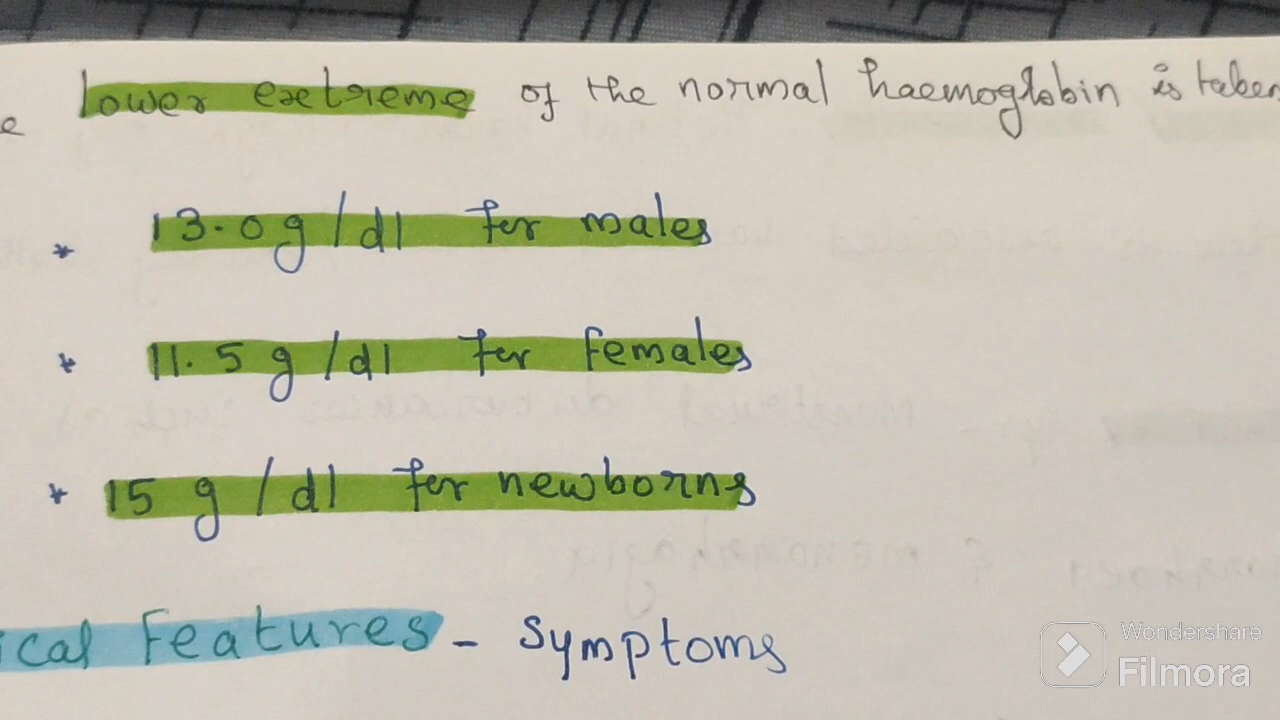 lower extreme of the normal haemoglobin is taken
e
* 13.0 g/dl for males
* 11.5 g/dl for females
* 15 g/dl for newborns
ical Features - Symptoms
Wondershare
Filmora